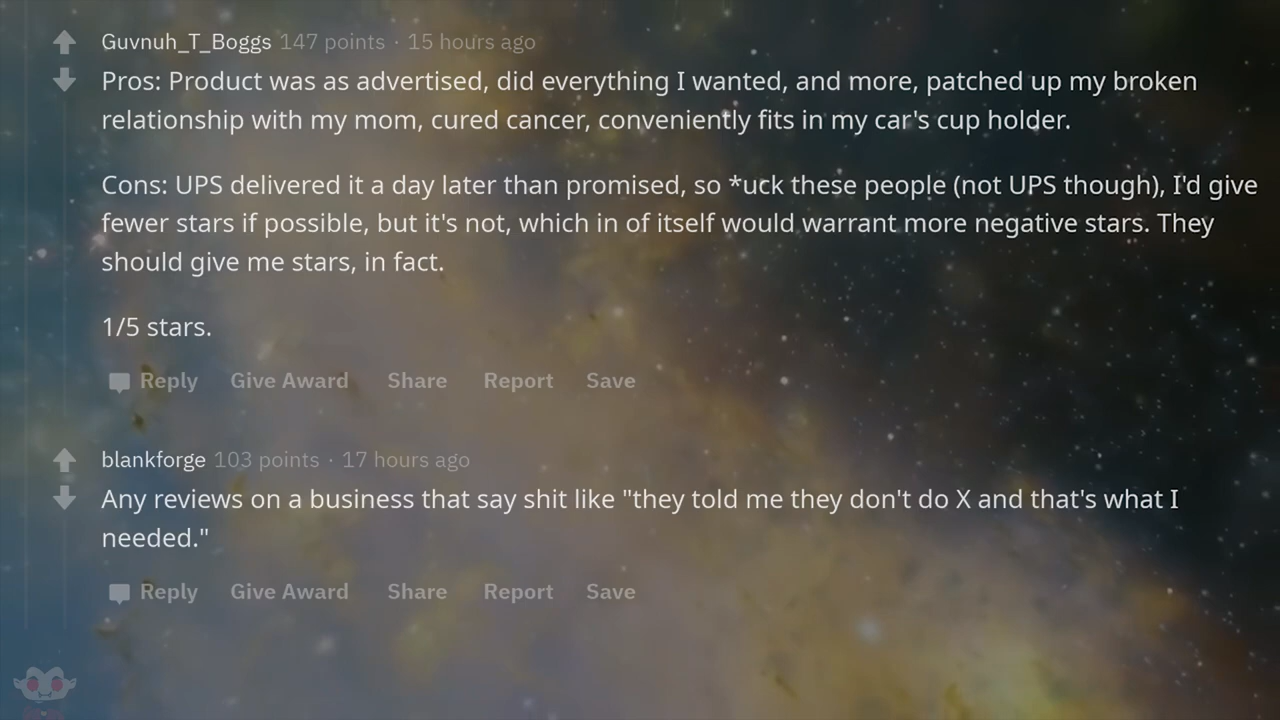 Guvnuh_T_Boggs 147 points · 15 hours ago
Pros: Product was as advertised, did everything I wanted, and more, patched up my broken
relationship with my mom, cured cancer, conveniently fits in my car's cup holder.
Cons: UPS delivered it a day later than promised, so *uck these people (not UPS though), I'd give
fewer stars if possible, but it's not, which in of itself would warrant more negative stars. They
should give me stars, in fact.
1/5 stars.
Reply Give Award Share Report Save
blankforge 103 points · 17 hours ago
Any reviews on a business that say shit like "they told me they don't do X and that's what I
needed."
Reply Give Award Share Report Save